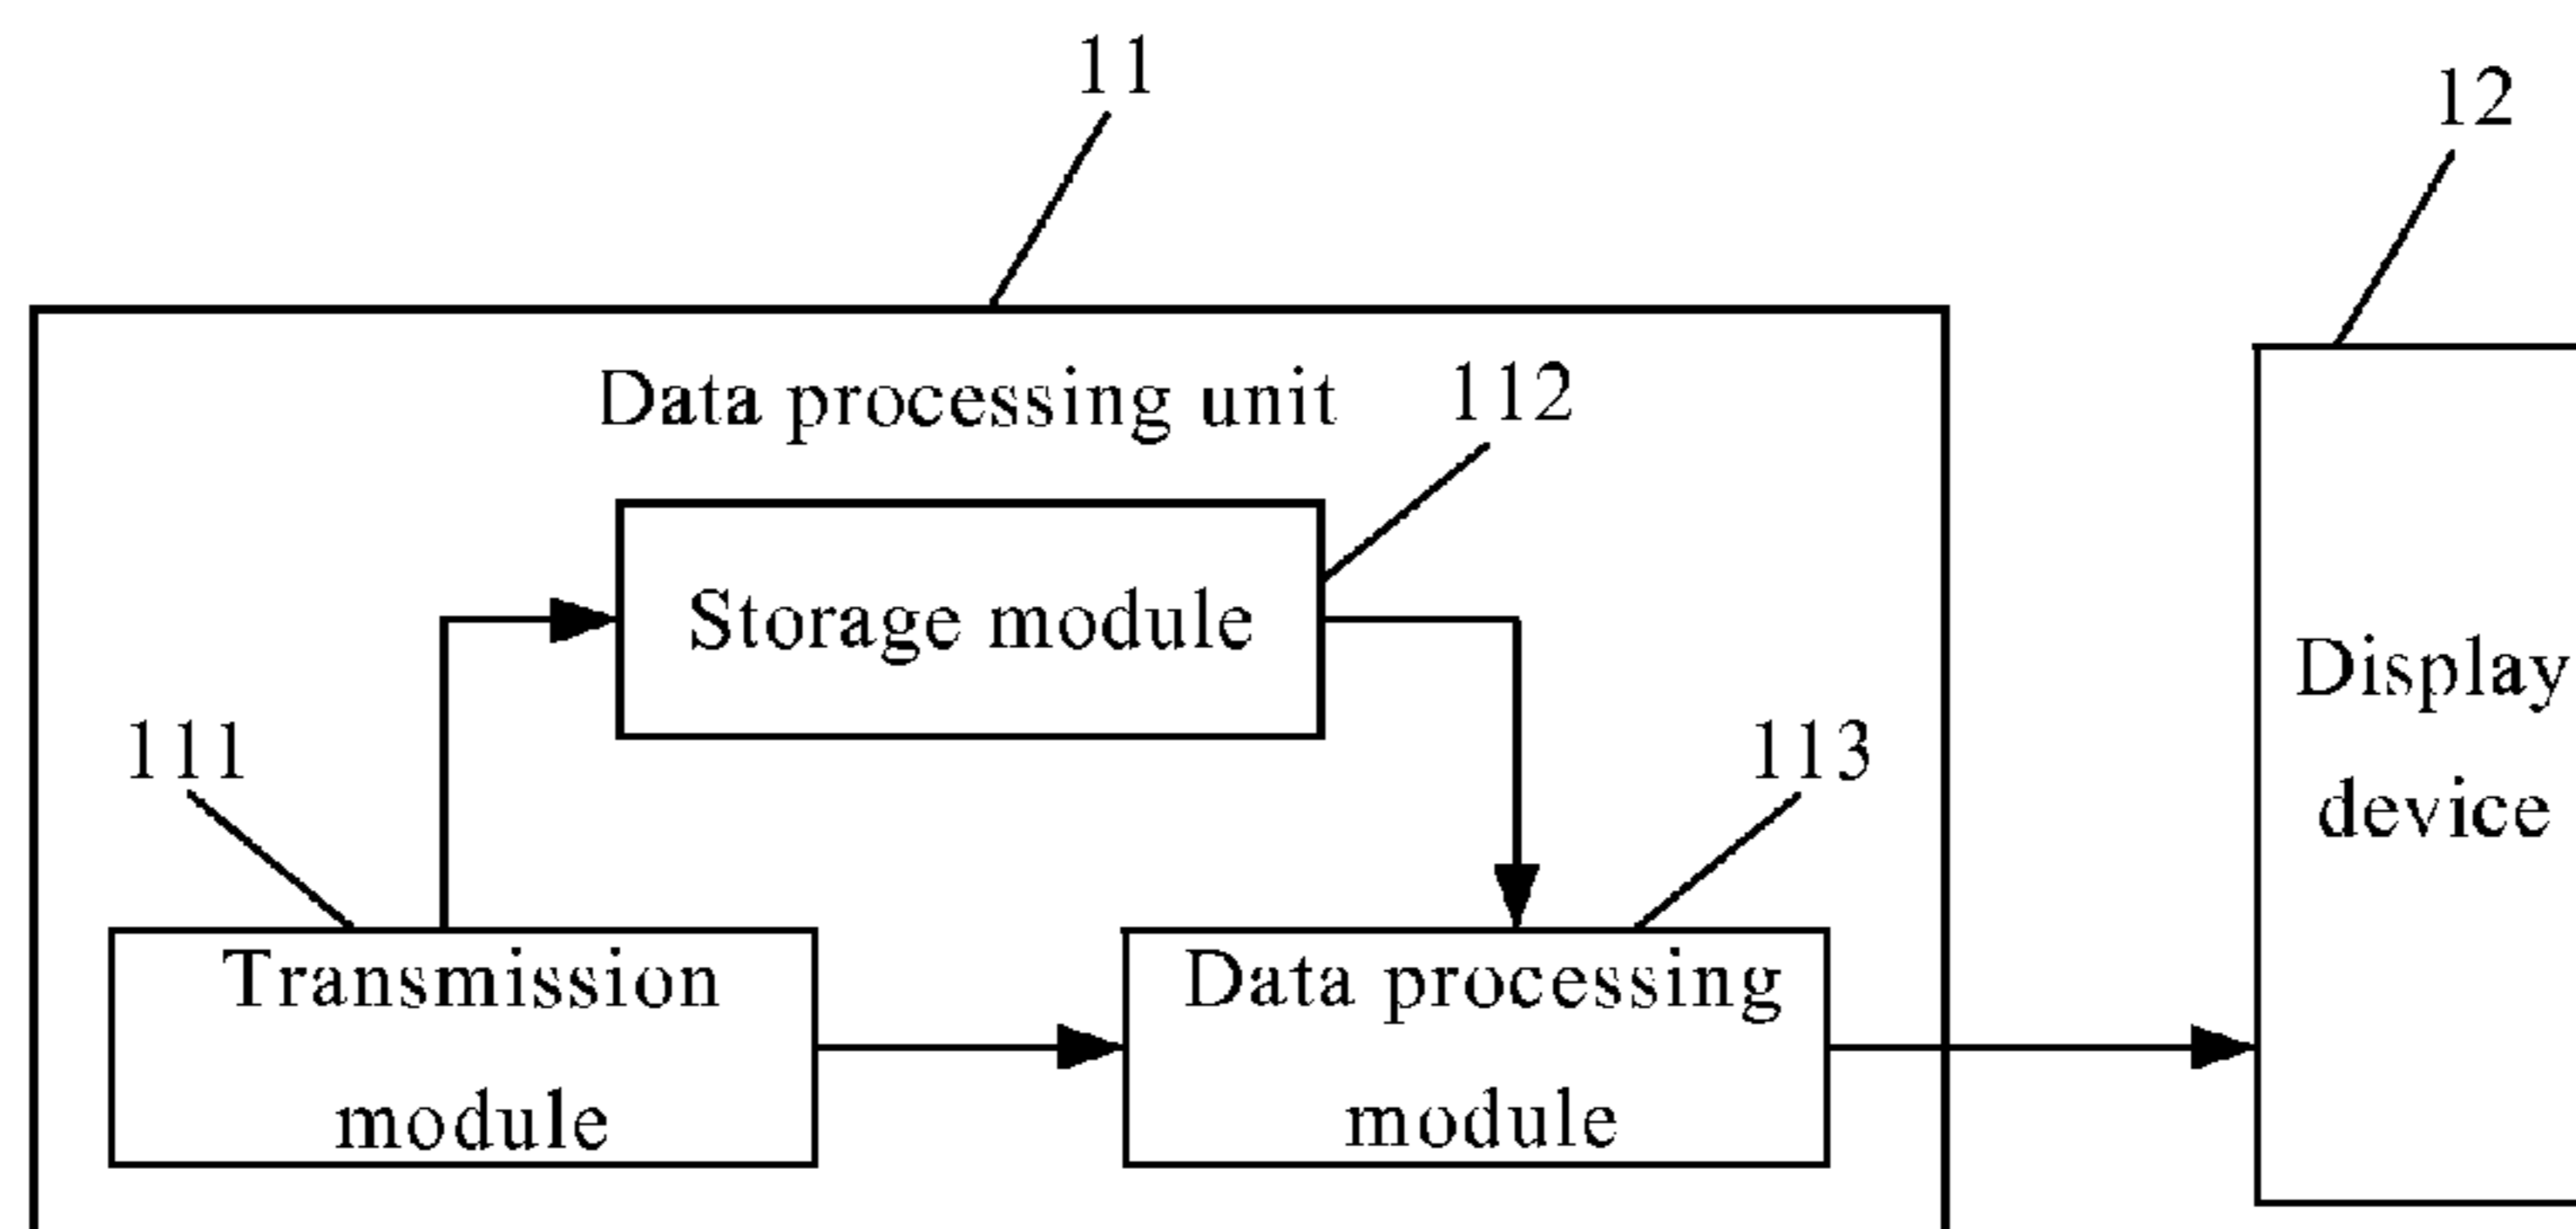 11
12
Data processing unit
112
Storage module
111
113
Display
device
Transmission
module
Data processing
module